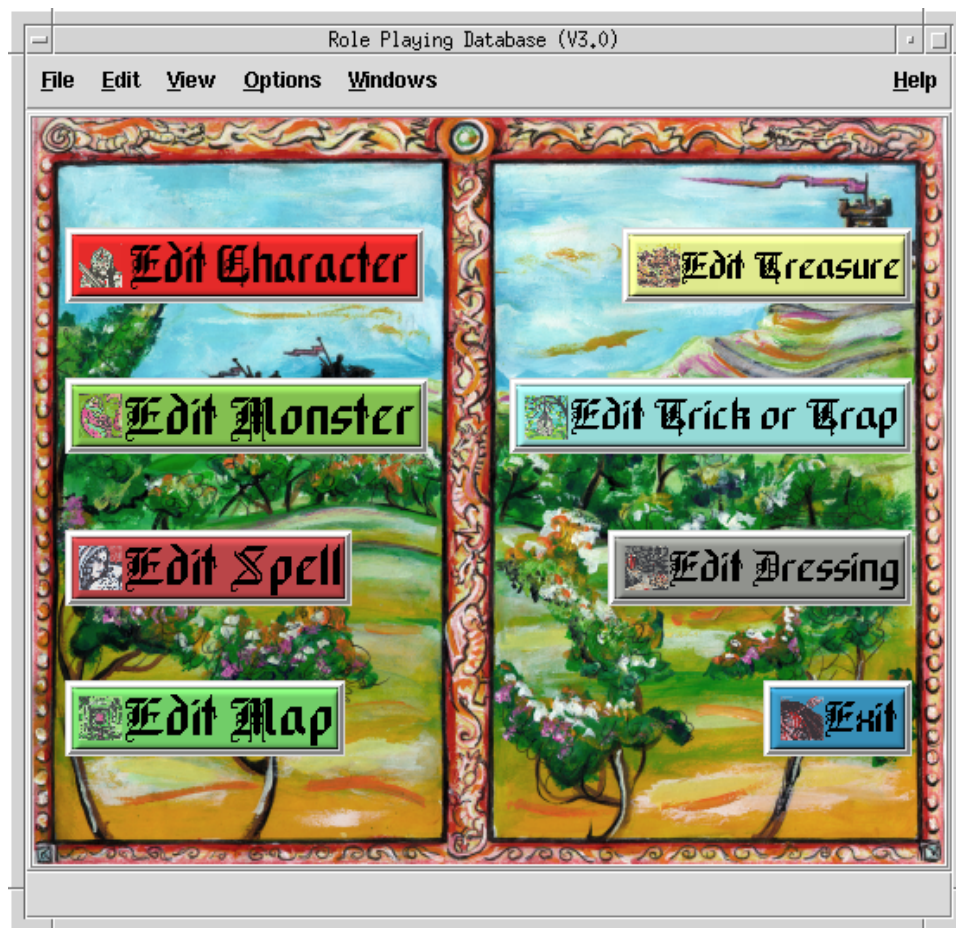 Role Playing Database (V3.0)
File Edit View Options Windows Help
Edit Character
Edit Treasure
Edit Monster
Edit Trick or Trap
Edit Spell
Edit Dressing
Edit Map
Exit